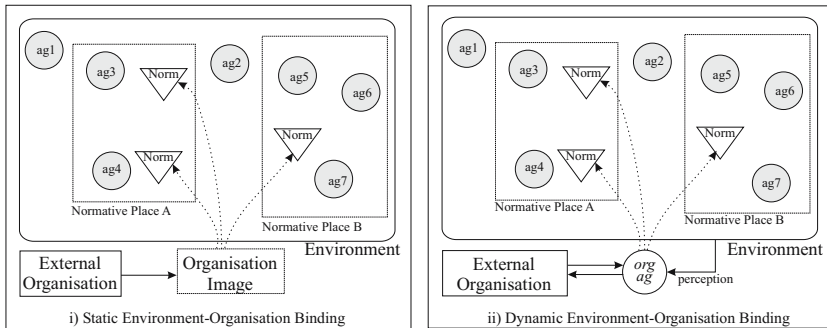 ag1
ag2
ag3
Norm
ag5
ag6
Norm
Norm
ag4
ag7
Normative Place A
Normative Place B
Environment
External
Organisation
Organisation
Image
i) Static Environment-Organisation Binding
ag1
ag2
ag3
Norm
ag5
ag6
Norm
Norm
ag4
ag7
Normative Place A
Normative Place B
Environment
External
Organisation
org
ag
perception
ii) Dynamic Environment-Organisation Binding